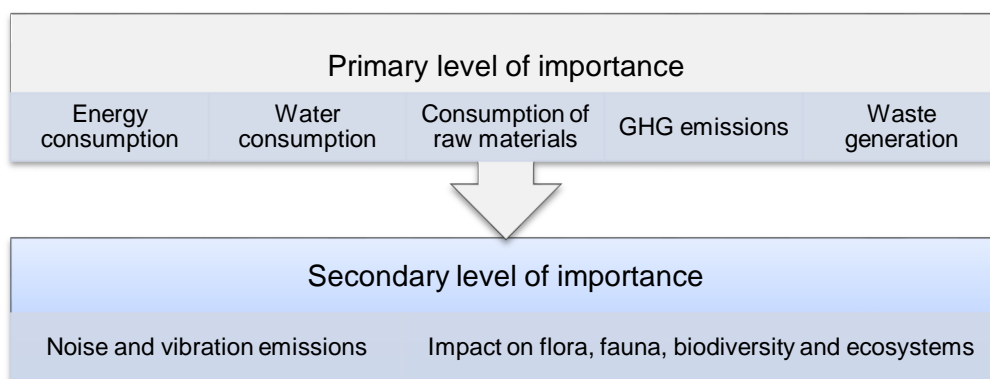 Primary level of importance
Energy
consumption
Water
consumption
Consumption of
raw materials
GHG emissions
Waste
generation
Secondary level of importance
Noise and vibration emissions
Impact on flora, fauna, biodiversity and ecosystems